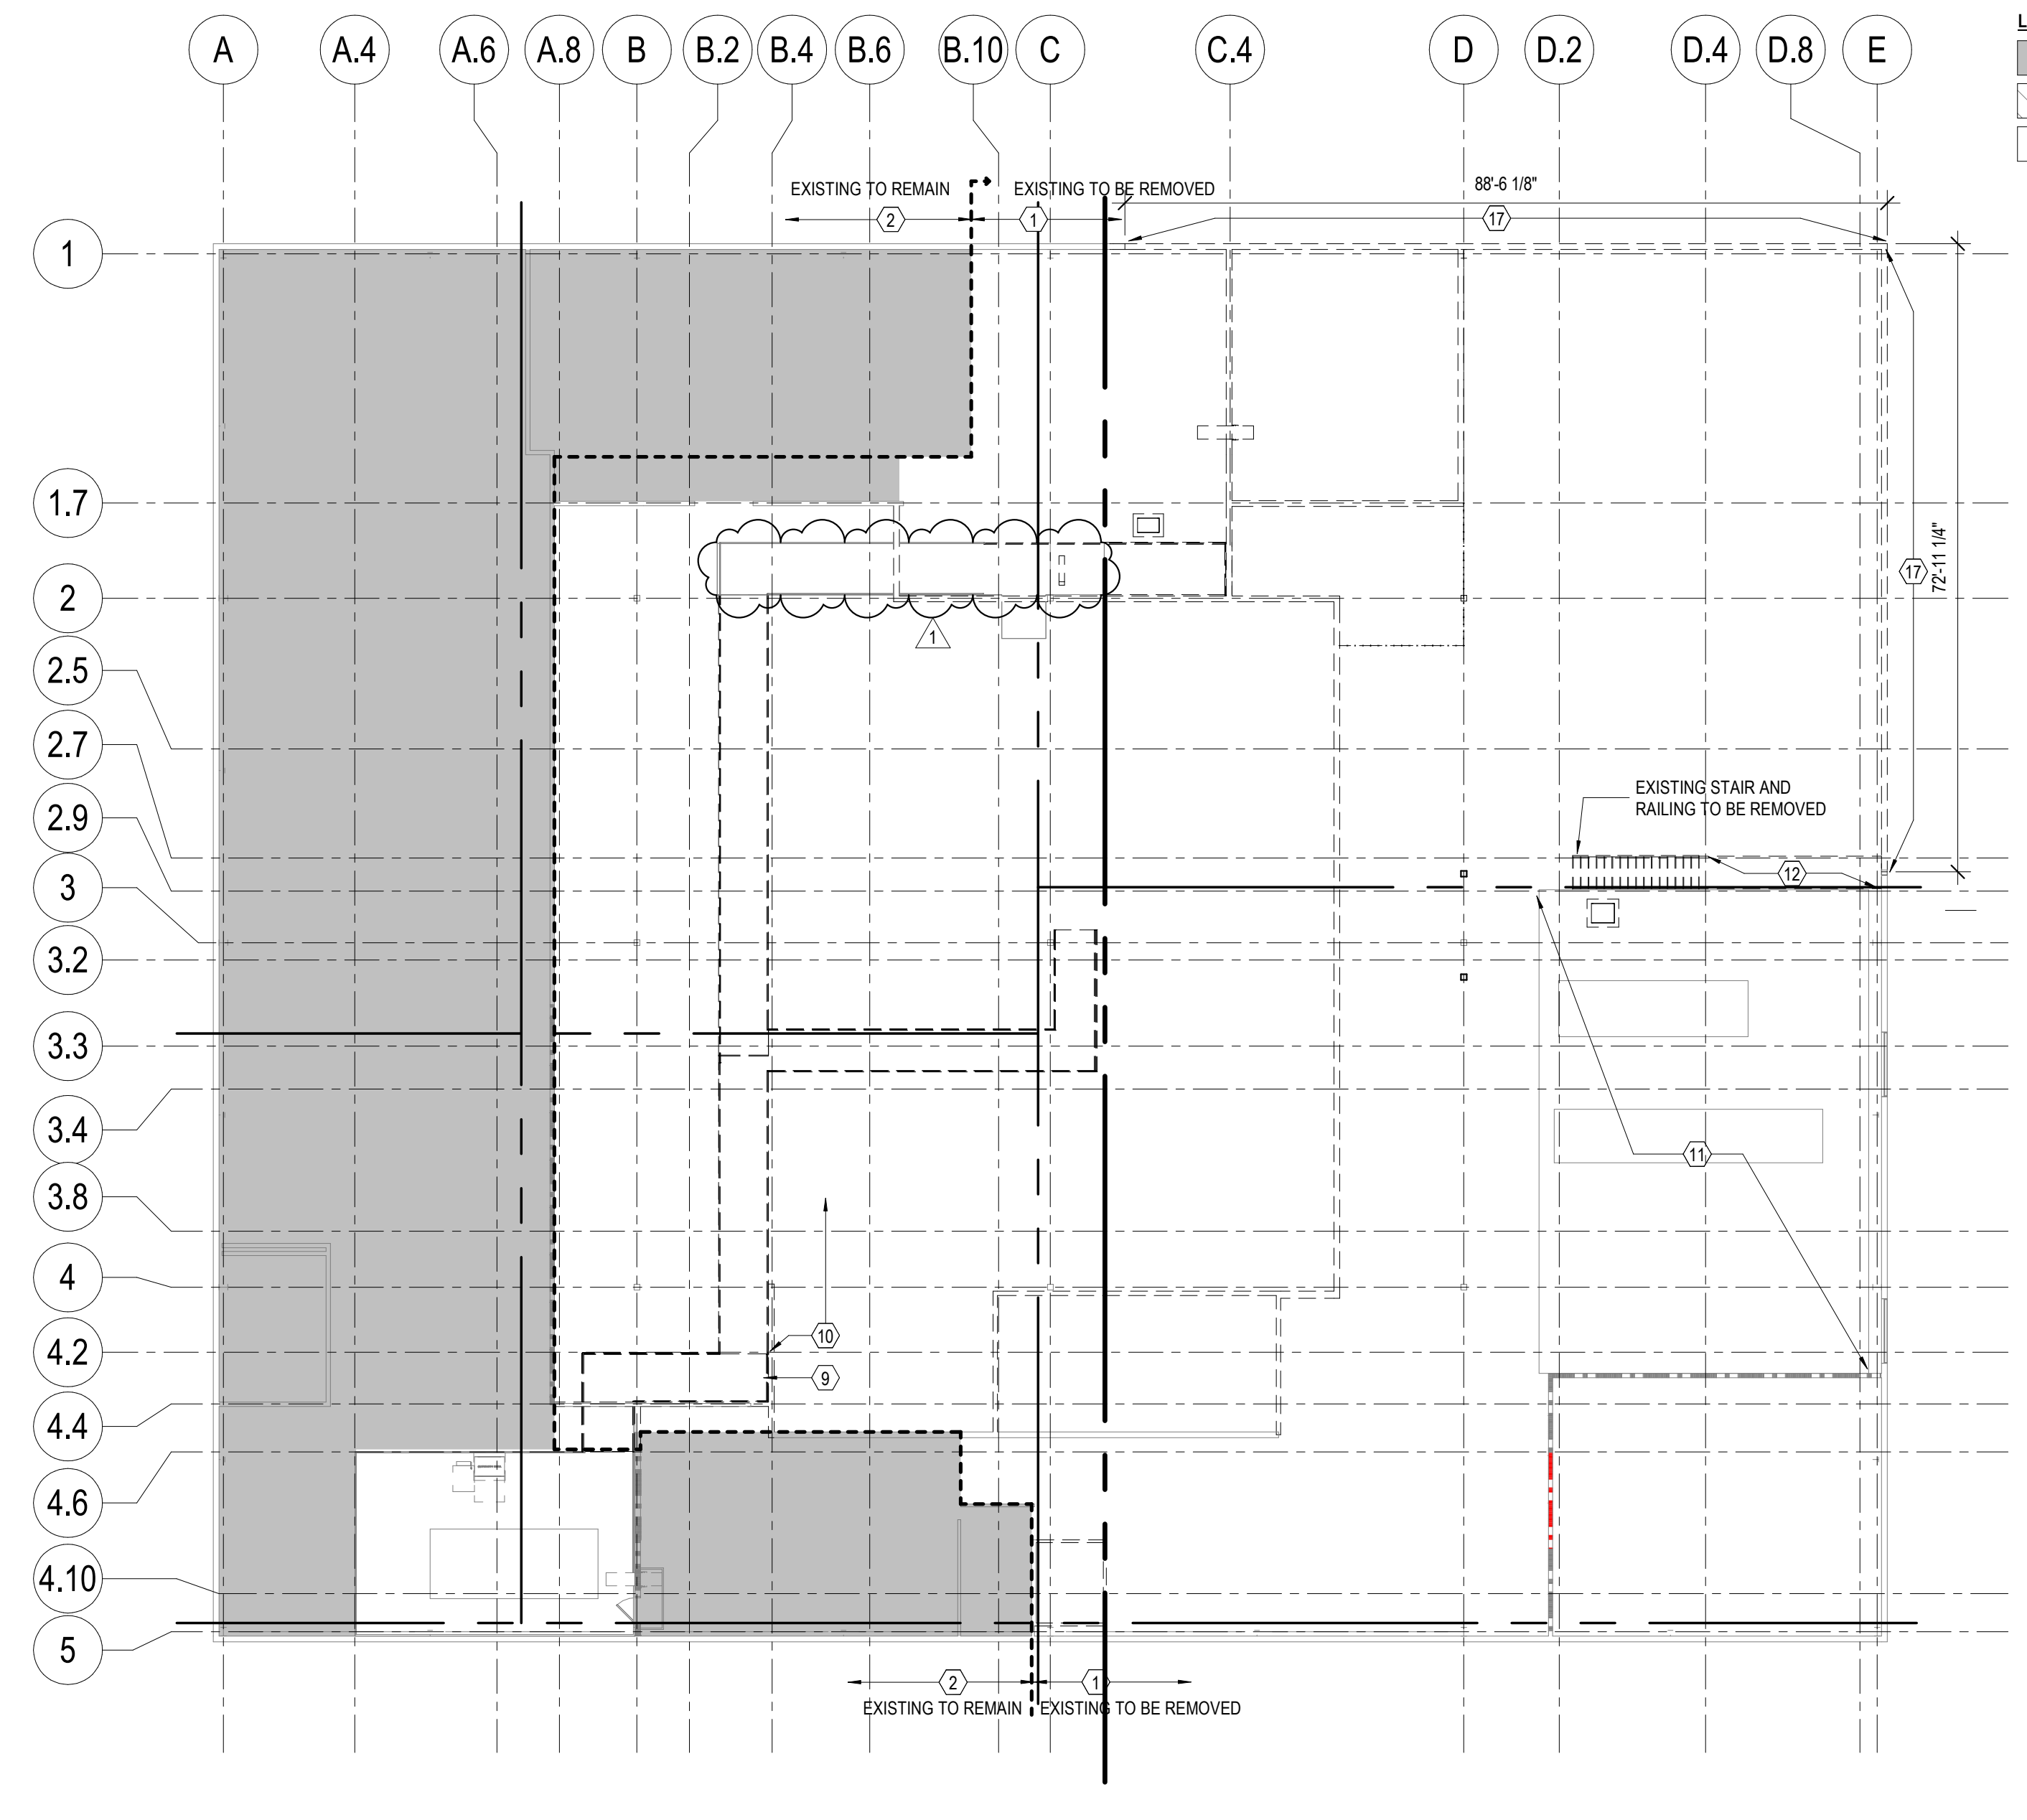 A
A.4
A.6
A.8
B
B.2
B.4
B.6
B.10
C
C.4
D
D.2
D.4
D.8
E
L
EXISTING TO REMAIN
EXISTING TO BE REMOVED
88'-6 1/8"
2
1
17
1
1.7
2
17
72'-11 1/4"
1
2.5
2.7
EXISTING STAIR AND
RAILING TO BE REMOVED
2.9
12
3
3.2
3.3
3.4
11
3.8
4
10
4.2
9
4.4
4.6
4.10
5
2
1
EXISTING TO REMAIN
EXISTING TO BE REMOVED